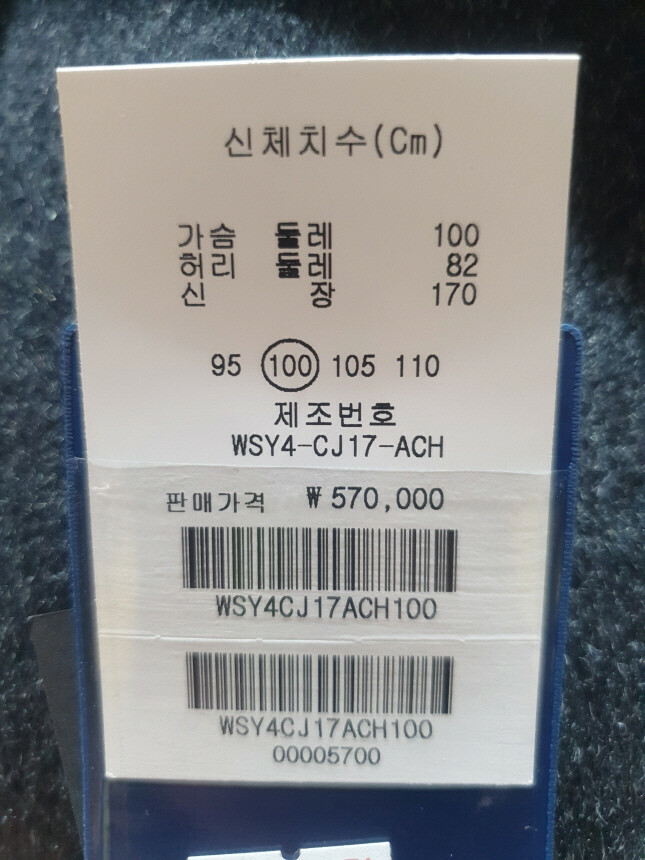 신체치수(Cm)
가슴 둘레 100
허리 둘레 82
신 장 170
95 100 105 110
제조번호
WSY4-CJ17-ACH
판매가격 ₩ 570,000
WSY4CJ17ACH100
WSY4CJ17ACH100
00005700